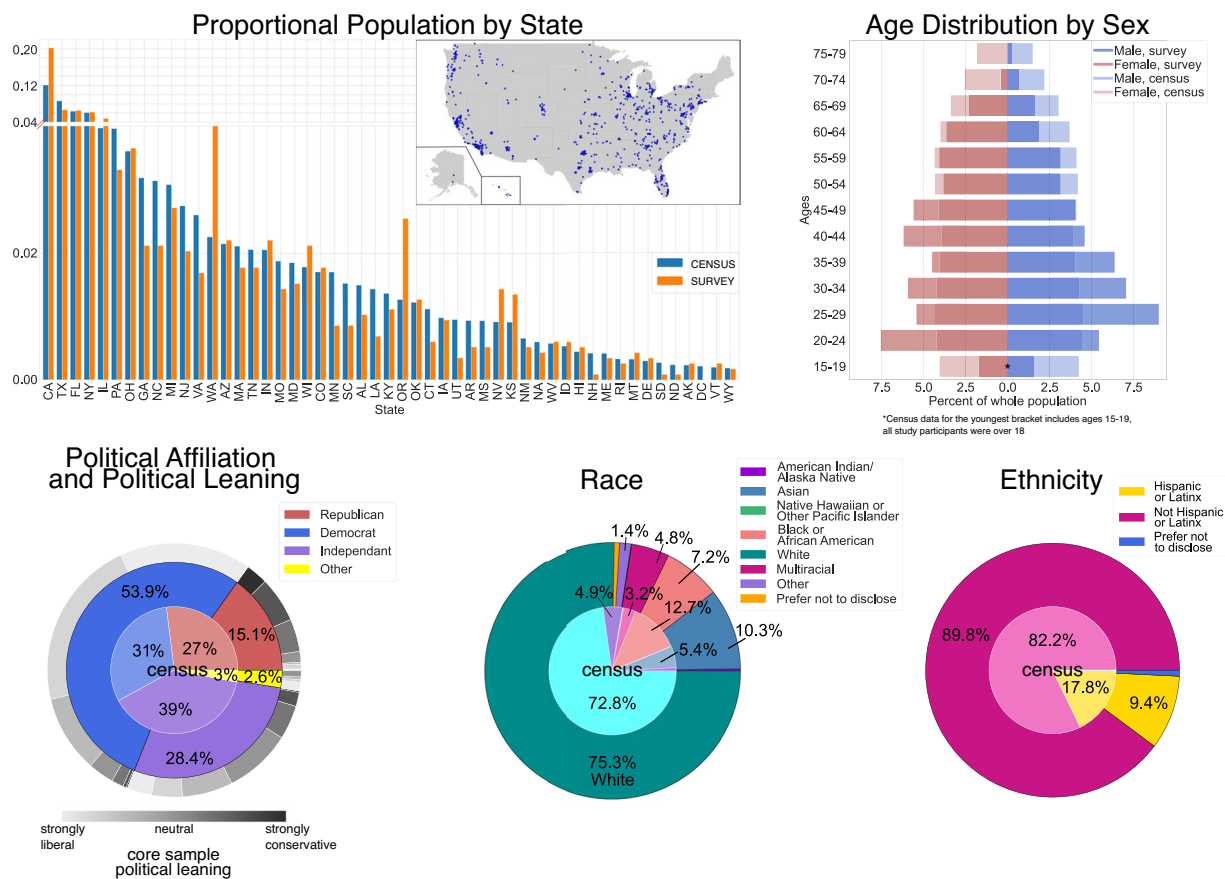 Proportional Population by State
0.20
0.12
0.04
0.02
0.00
CENSUS
SURVEY
CA TX FL NY IL PA OH GA NC MI NJ VA WA AZ MA TN IN MO MD WI CO MN SC AL LA KY OR OK CT IA UT AR MS NV KS NM NA WV ID HI NH ME RI MT DE SD ND AK DC VT WY
State
Age Distribution by Sex
Male, survey
Female, survey
Male, census
Female, census
75-79
70-74
65-69
60-64
55-59
50-54
45-49
40-44
35-39
30-34
25-29
20-24
15-19
*
Ages
7.5 5.0 2.5 0.0 2.5 5.0 7.5
Percent of whole population
*Census data for the youngest bracket includes ages 15-19,
all study participants were over 18
Political Affiliation
and Political Leaning
Republican
Democrat
Independant
Other
53.9%
15.1%
31%
27%
census
3%
2.6%
39%
28.4%
strongly
liberal
neutral
strongly
conservative
core sample
political leaning
Race
American Indian/
Alaska Native
Asian
Native Hawaiian or
Other Pacific Islander
Black or
African American
White
Multiracial
Other
Prefer not to disclose
1.4%
4.8%
7.2%
4.9%
3.2%
12.7%
10.3%
5.4%
census
72.8%
75.3%
White
Ethnicity
Hispanic
or Latinx
Not Hispanic
or Latinx
Prefer not
to disclose
89.8%
82.2%
census
17.8%
9.4%